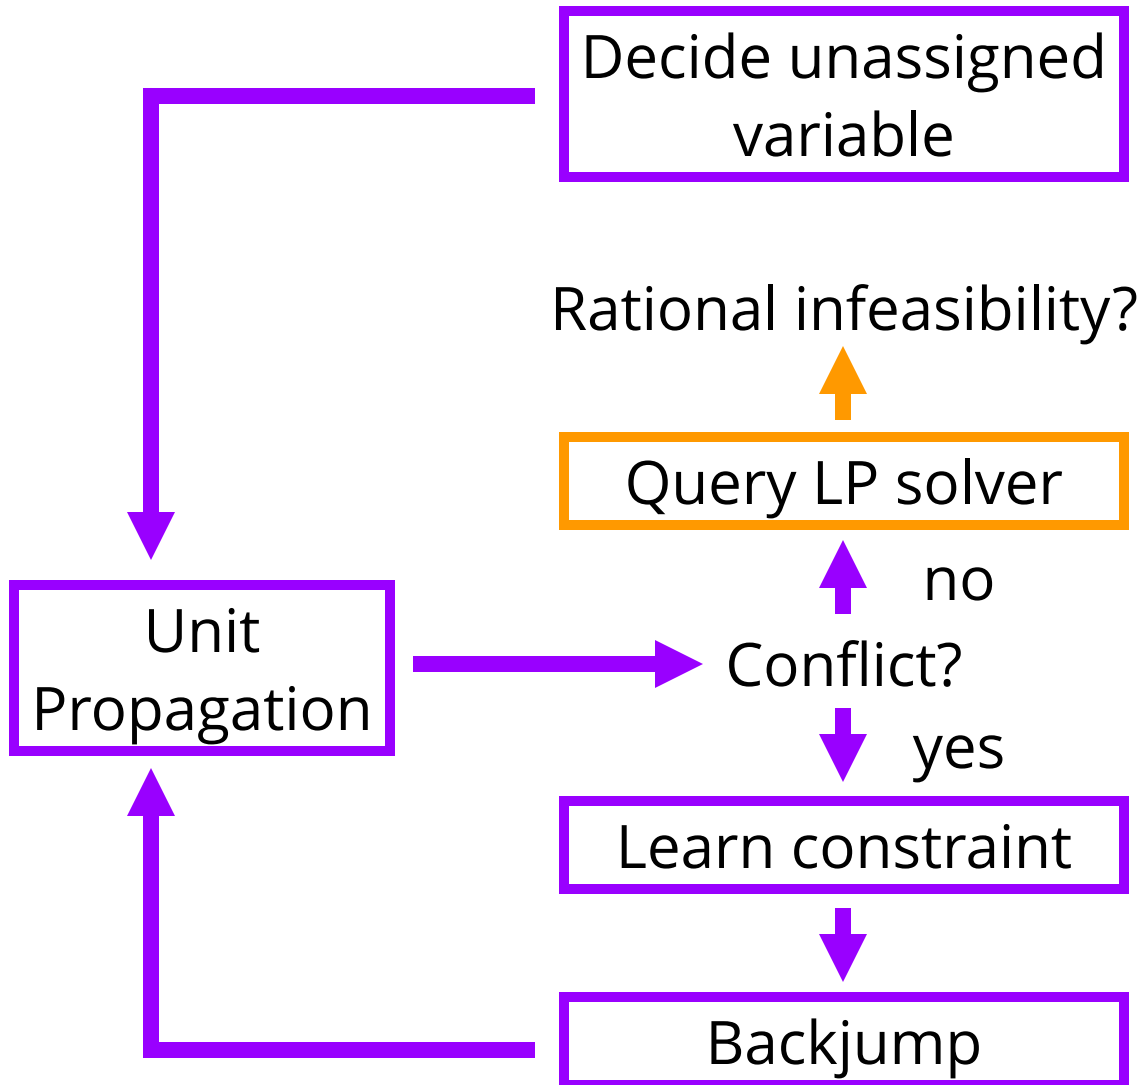 Decide unassigned
variable
Rational infeasibility?
Query LP solver
no
Unit
Propagation
Conflict?
yes
Learn constraint
Backjump